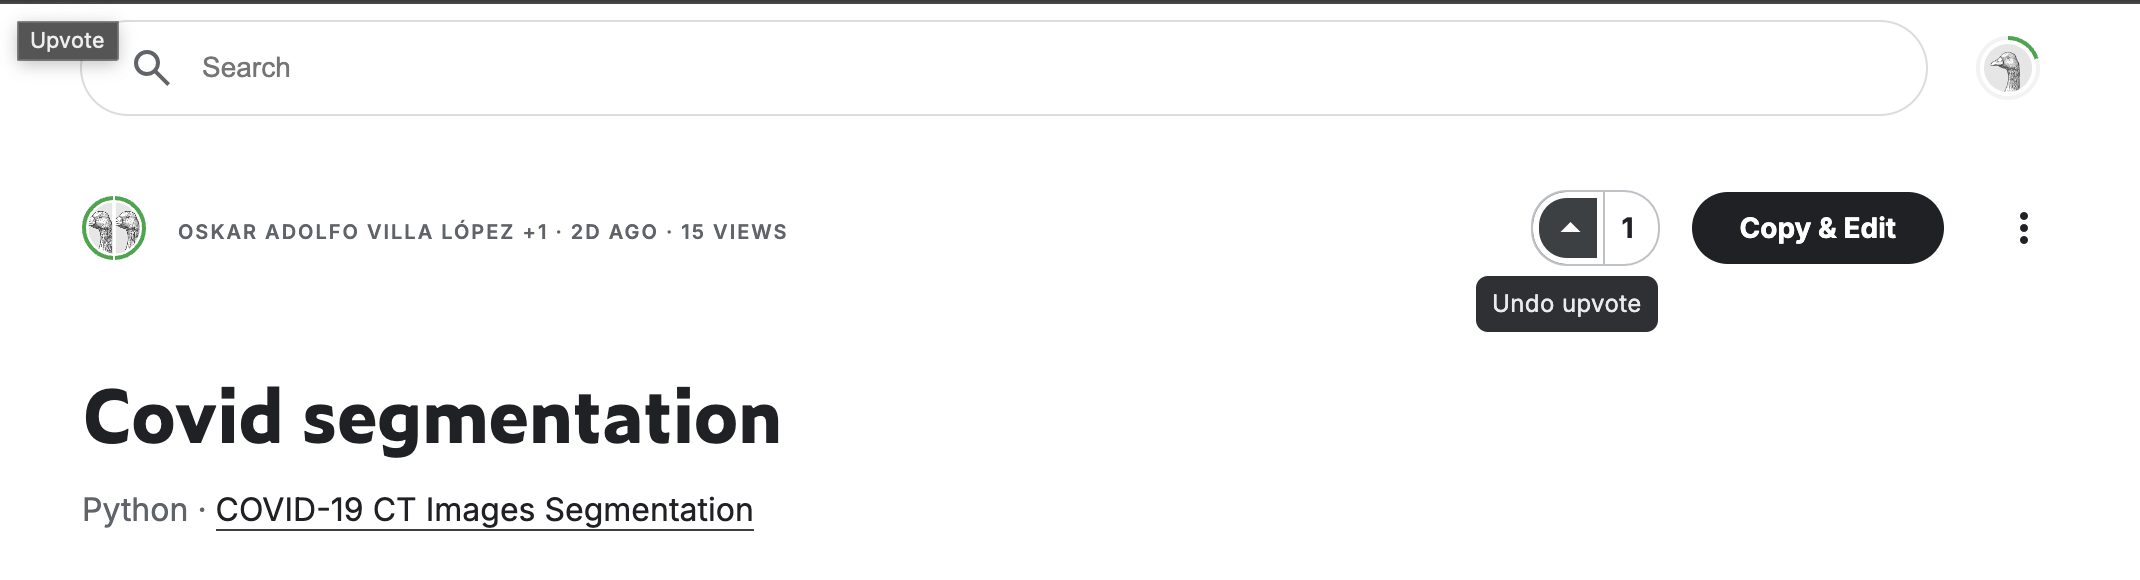 Upvote
Search
OSKAR ADOLFO VILLA LÓPEZ +1 · 2D AGO · 15 VIEWS
1
Copy & Edit
Undo upvote
Covid segmentation
Python · COVID-19 CT Images Segmentation